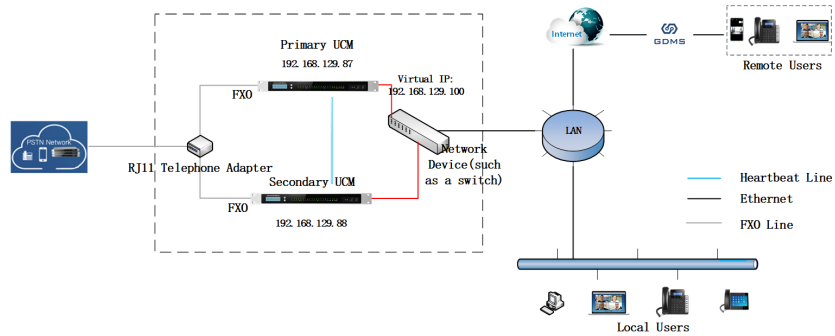 Primary UCM
192.168.129.87
Virtual IP:
192.168.129.100
Internet
GDMS
Remote Users
FXO
PSTN Network
RJ11 Telephone Adapter
LAN
Network
Device(such
as a switch)
Secondary UCM
FXO
192.168.129.88
Heartbeat Line
Ethernet
FXO Line
Local Users